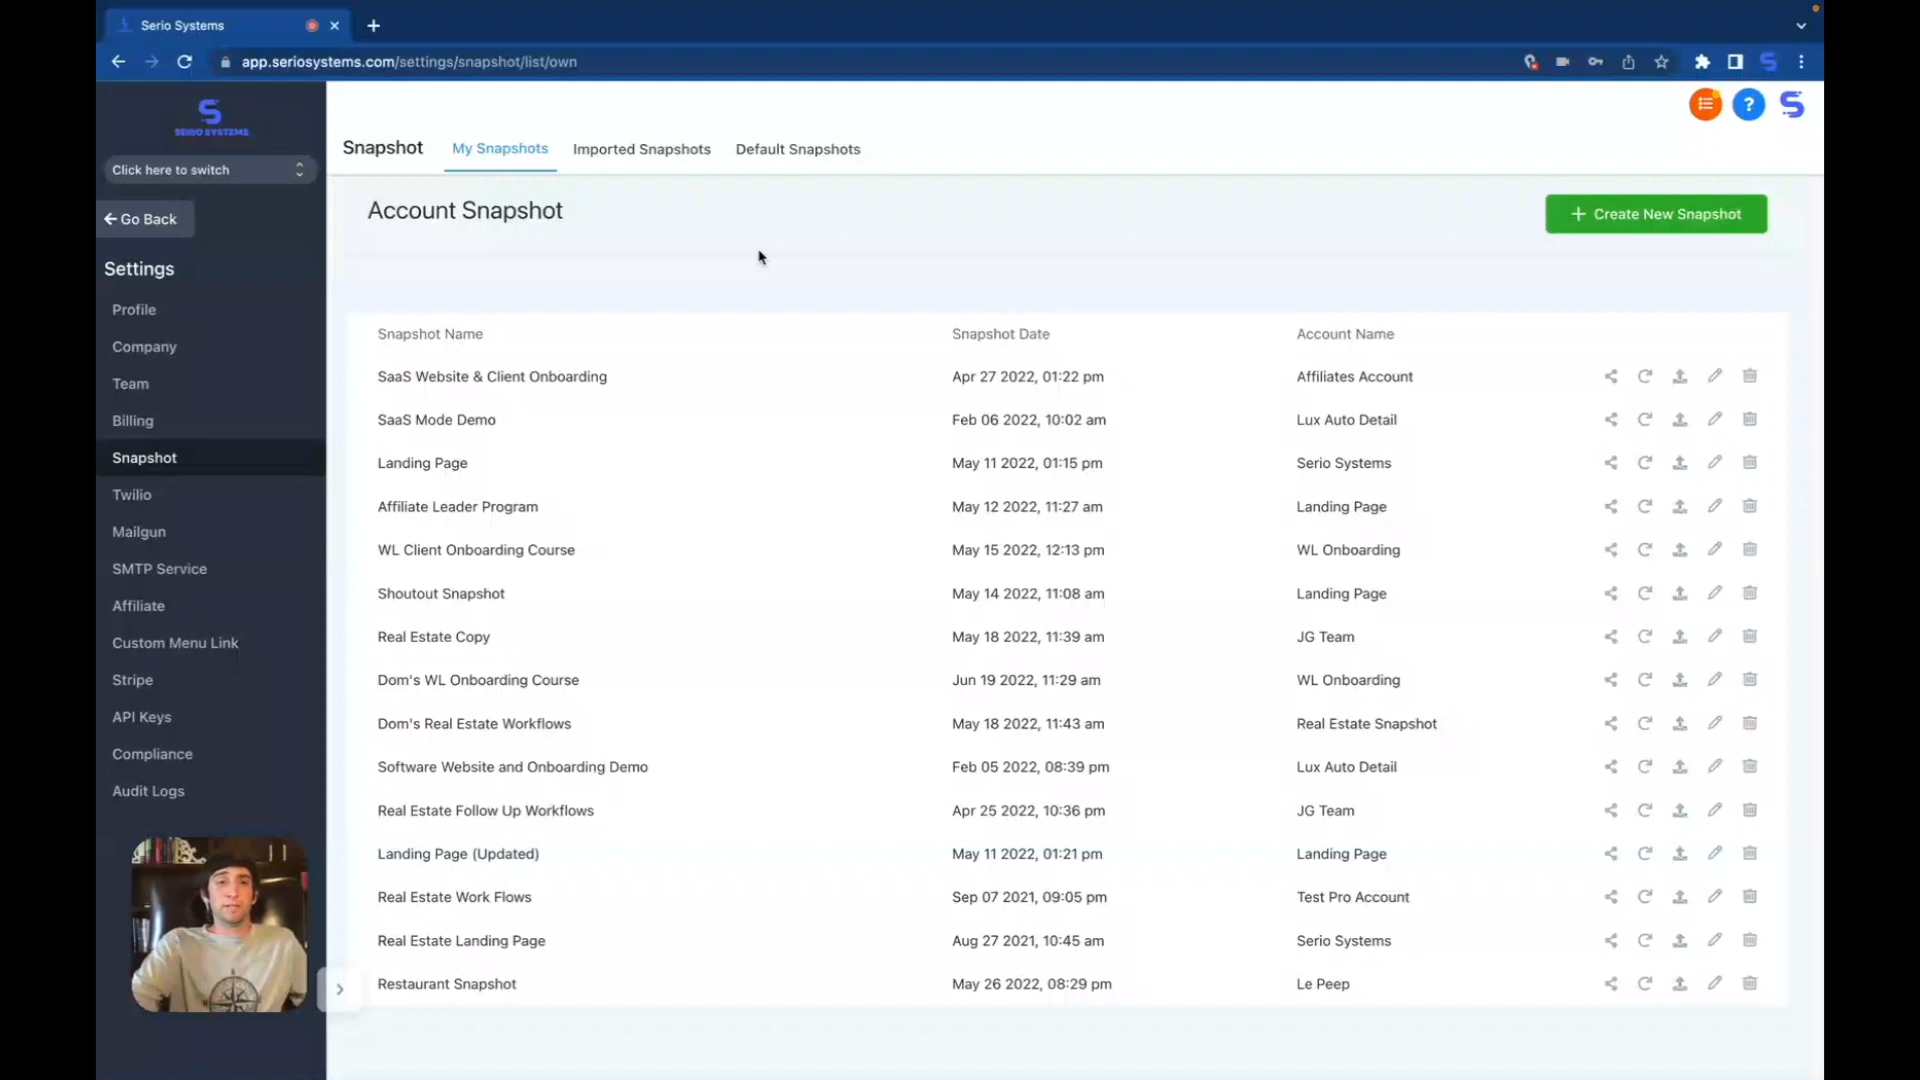 Serio Systems
app.seriosystems.com/settings/snapshot/list/own
SERIO SYSTEMS
Click here to switch
Go Back
Settings
Profile
Company
Team
Billing
Snapshot
Twilio
Mailgun
SMTP Service
Affiliate
Custom Menu Link
Stripe
API Keys
Compliance
Audit Logs
Snapshot My Snapshots Imported Snapshots Default Snapshots
?
Account Snapshot
+ Create New Snapshot
Snapshot Name Snapshot Date Account Name
SaaS Website & Client Onboarding Apr 27 2022, 01:22 pm Affiliates Account
SaaS Mode Demo Feb 06 2022, 10:02 am Lux Auto Detail
Landing Page May 11 2022, 01:15 pm Serio Systems
Affiliate Leader Program May 12 2022, 11:27 am Landing Page
WL Client Onboarding Course May 15 2022, 12:13 pm WL Onboarding
Shoutout Snapshot May 14 2022, 11:08 am Landing Page
Real Estate Copy May 18 2022, 11:39 am JG Team
Dom's WL Onboarding Course Jun 19 2022, 11:29 am WL Onboarding
Dom's Real Estate Workflows May 18 2022, 11:43 am Real Estate Snapshot
Software Website and Onboarding Demo Feb 05 2022, 08:39 pm Lux Auto Detail
Real Estate Follow Up Workflows Apr 25 2022, 10:36 pm JG Team
Landing Page (Updated) May 11 2022, 01:21 pm Landing Page
Real Estate Work Flows Sep 07 2021, 09:05 pm Test Pro Account
Real Estate Landing Page Aug 27 2021, 10:45 am Serio Systems
Restaurant Snapshot May 26 2022, 08:29 pm Le Peep